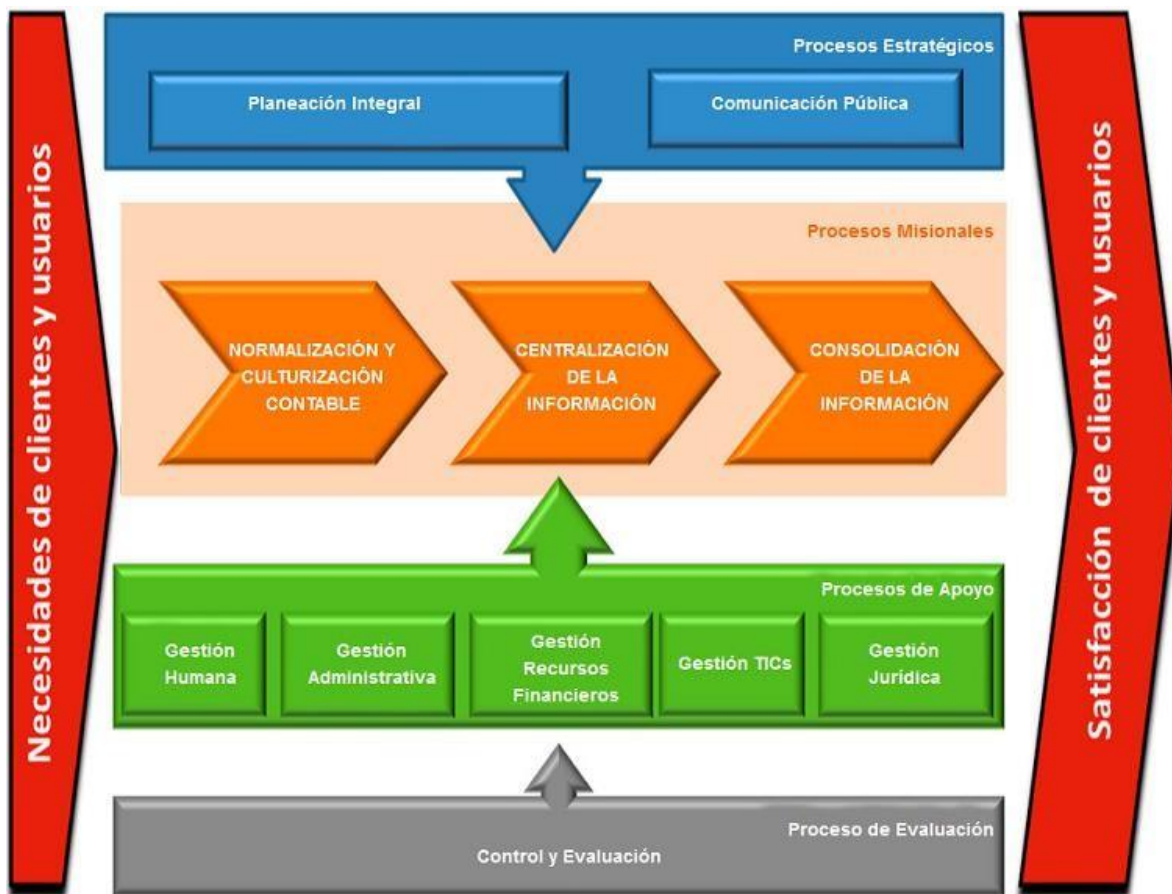 Necesidades de clientes y usuarios
Procesos Estratégicos
Planeación Integral
Comunicación Pública
Procesos Misionales
NORMALIZACIÓN Y
CULTURIZACIÓN
CONTABLE
CENTRALIZACIÓN
DE LA
INFORMACIÓN
CONSOLIDACIÓN
DE LA
INFORMACIÓN
Procesos de Apoyo
Gestión
Humana
Gestión
Administrativa
Gestión
Recursos
Financieros
Gestión TICs
Gestión
Jurídica
Proceso de Evaluación
Control y Evaluación
Satisfacción de clientes y usuarios